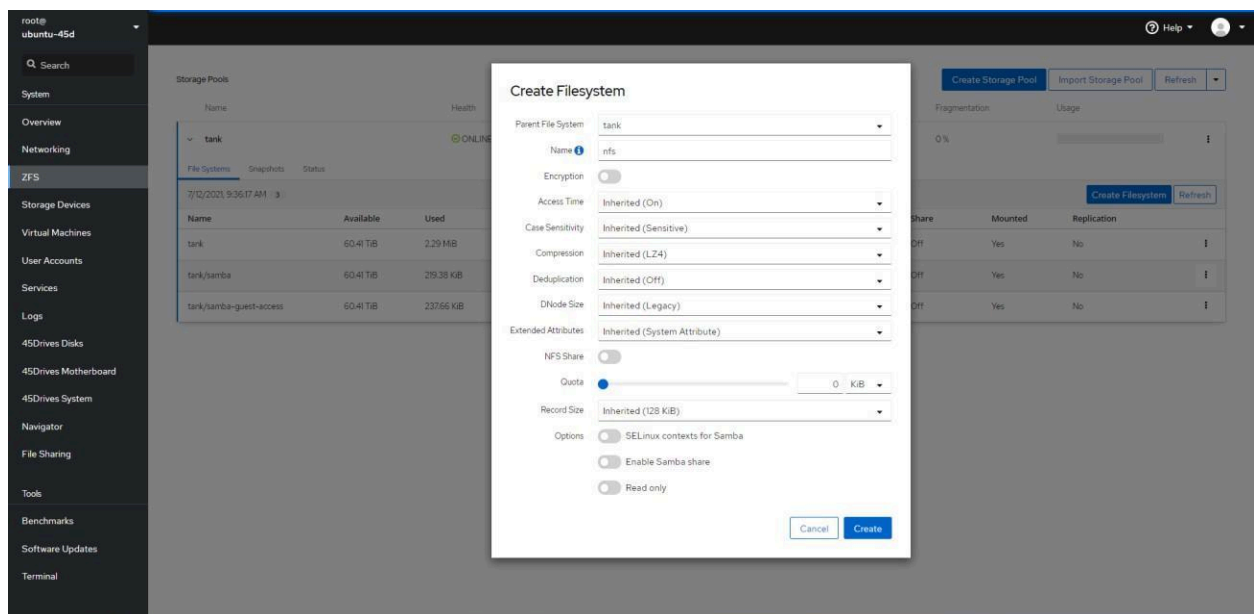 root@
ubuntu-45d
Search
System
Overview
Networking
ZFS
Storage Devices
Virtual Machines
User Accounts
Services
Logs
45Drives Disks
45Drives Motherboard
45Drives System
Navigator
File Sharing
Tools
Benchmarks
Software Updates
Terminal
Help
Storage Pools
Create Storage Pool Import Storage Pool Refresh
Name Health Fragmentation Usage
tank ONLINE 0%
File Systems Snapshots Status
7/12/2021, 9:36:17 AM 3
Create Filesystem Refresh
Name Available Used Share Mounted Replication
tank 60.41 TiB 2.29 MiB Off Yes No
tank/samba 60.41 TiB 219.38 KiB Off Yes No
tank/samba-guest-access 60.41 TiB 237.66 KiB Off Yes No
Create Filesystem
Parent File System tank
Name nfs
Encryption
Access Time Inherited (On)
Case Sensitivity Inherited (Sensitive)
Compression Inherited (LZ4)
Deduplication Inherited (Off)
DNode Size Inherited (Legacy)
Extended Attributes Inherited (System Attribute)
NFS Share
Quota 0 KiB
Record Size Inherited (128 KiB)
Options SELinux contexts for Samba
Enable Samba share
Read only
Cancel Create